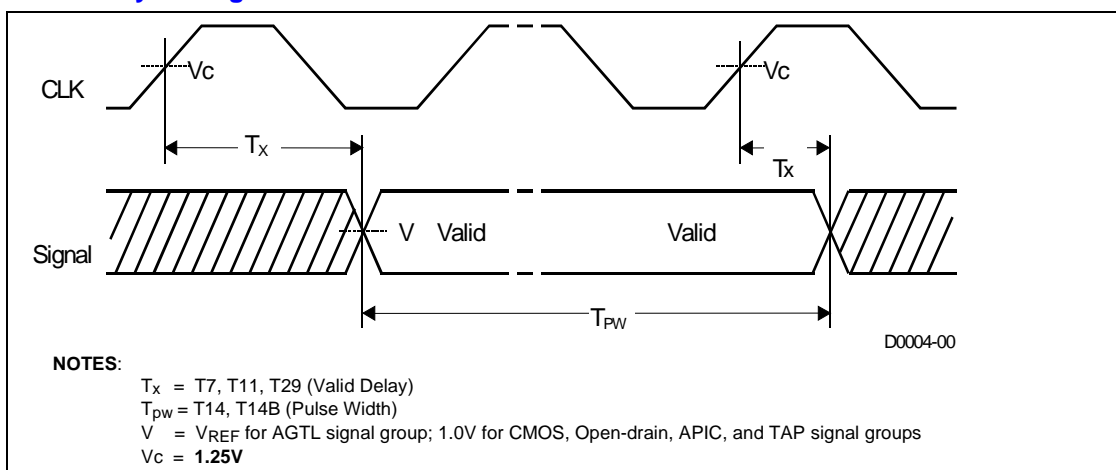 CLK
Vc
Vc
TX
Tx
Signal
V Valid
Valid
TPW
D0004-00
NOTES:
Tx = T7, T11, T29 (Valid Delay)
Tpw = T14, T14B (Pulse Width)
V = VREF for AGTL signal group; 1.0V for CMOS, Open-drain, APIC, and TAP signal groups
Vc = 1.25V